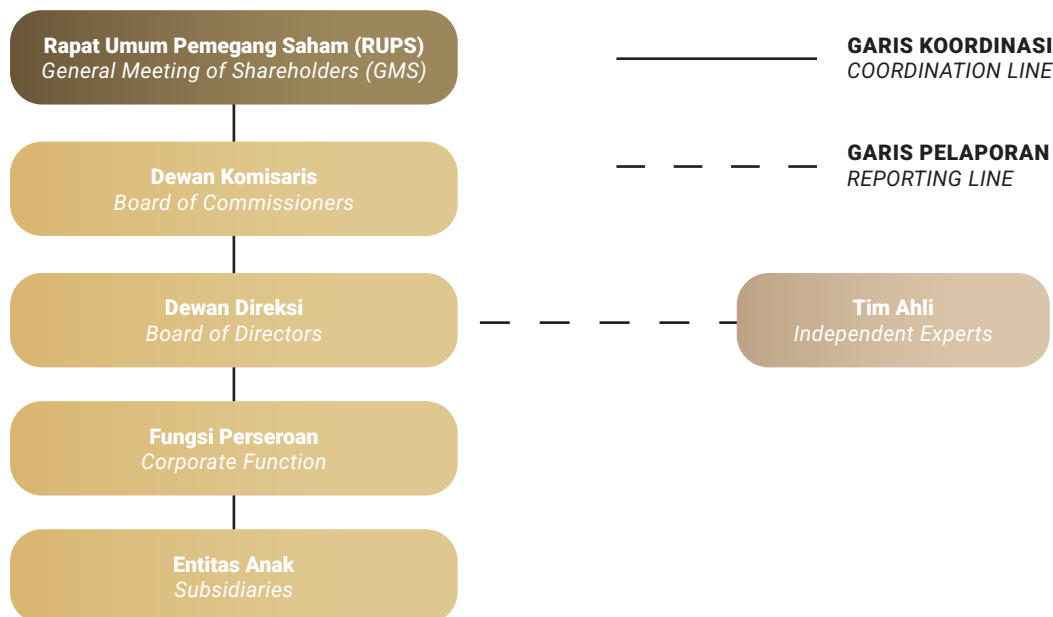 Rapat Umum Pemegang Saham (RUPS)
General Meeting of Shareholders (GMS)
GARIS KOORDINASI
COORDINATION LINE
Dewan Komisaris
Board of Commissioners
GARIS PELAPORAN
REPORTING LINE
Dewan Direksi
Board of Directors
Tim Ahli
Independent Experts
Fungsi Perseroan
Corporate Function
Entitas Anak
Subsidiaries